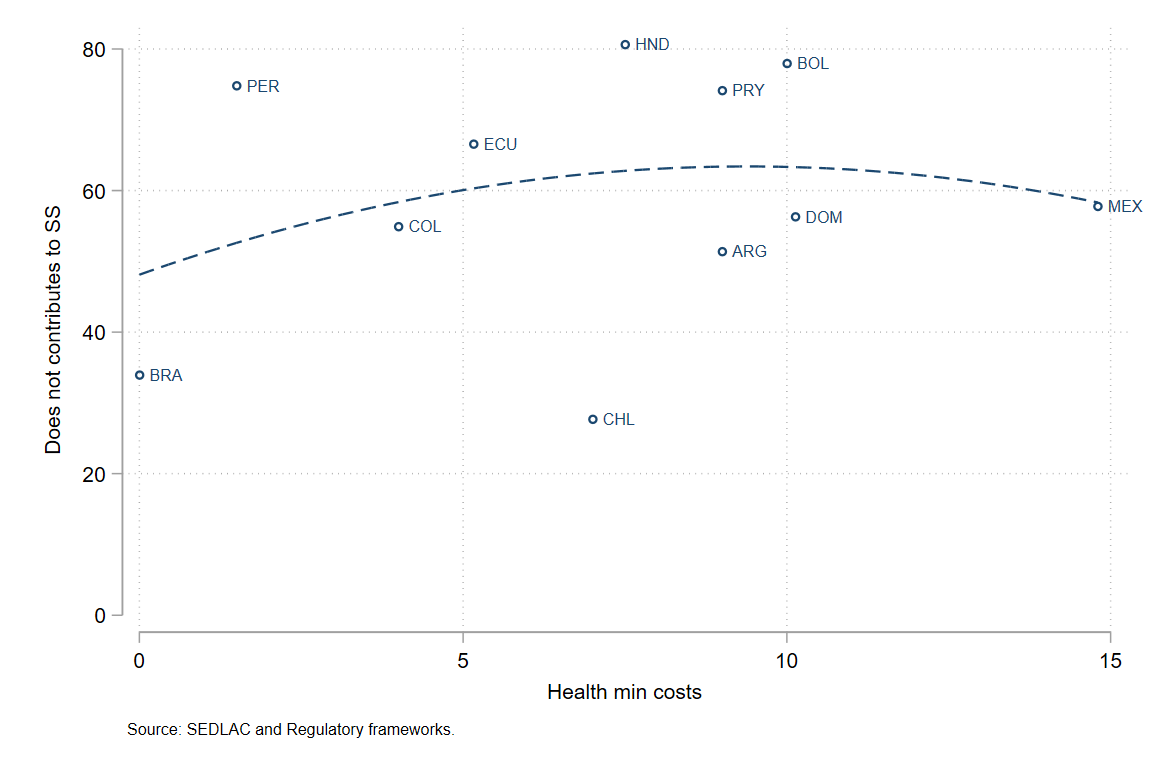 80
60
40
20
0
Does not contributes to SS
HND
BOL
PER
PRY
ECU
MEX
DOM
COL
ARG
BRA
CHL
0 5 10 15
Health min costs
Source: SEDLAC and Regulatory frameworks.